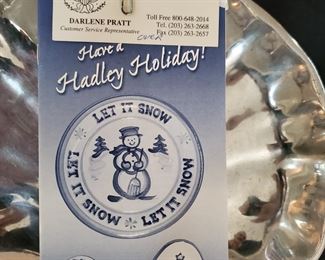 DARLENE PRATT
Customer Service Representative
Toll Free 800-648-2014
Tel. (203) 263-2668
Fax (203) 263-2657
over
Have a
Hadley Holiday!
LET IT SNOW
LET IT SNOW
LET IT SNOW